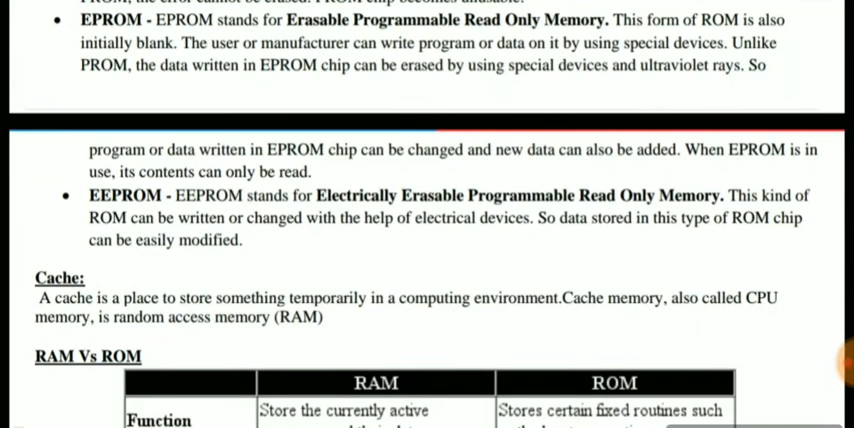 • EPROM - EPROM stands for Erasable Programmable Read Only Memory. This form of ROM is also
initially blank. The user or manufacturer can write program or data on it by using special devices. Unlike
PROM, the data written in EPROM chip can be erased by using special devices and ultraviolet rays. So
program or data written in EPROM chip can be changed and new data can also be added. When EPROM is in
use, its contents can only be read.
• EEPROM - EEPROM stands for Electrically Erasable Programmable Read Only Memory. This kind of
ROM can be written or changed with the help of electrical devices. So data stored in this type of ROM chip
can be easily modified.
Cache:
A cache is a place to store something temporarily in a computing environment.Cache memory, also called CPU
memory, is random access memory (RAM)
RAM Vs ROM
RAM ROM
Function Store the currently active Stores certain fixed routines such